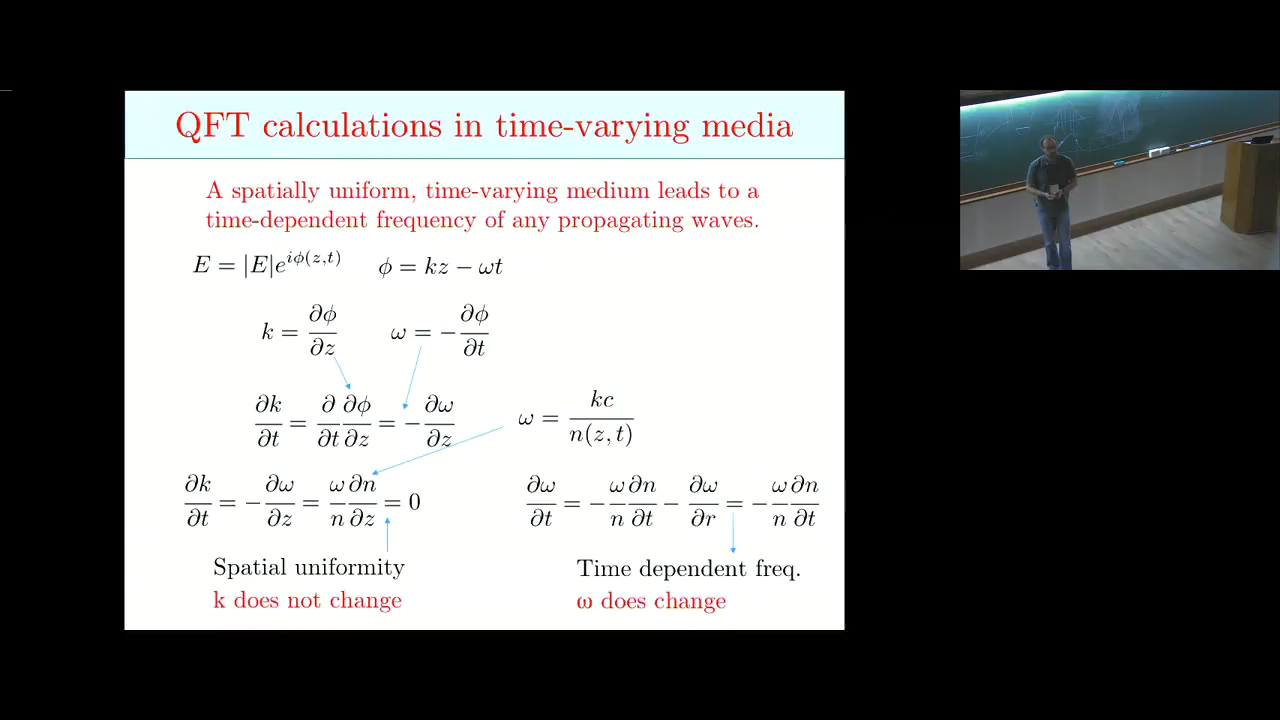 QFT calculations in time-varying media
A spatially uniform, time-varying medium leads to a
time-dependent frequency of any propagating waves.
E = |E|e^{iϕ(z,t)}   ϕ = kz − ωt
k = ∂ϕ/∂z   ω = −∂ϕ/∂t
∂k/∂t = ∂/∂t ∂ϕ/∂z = −∂ω/∂z   ω = kc/n(z, t)
∂k/∂t = −∂ω/∂z = ω/n ∂n/∂z = 0   ∂ω/∂t = −ω/n ∂n/∂t − ∂ω/∂r = −ω/n ∂n/∂t
Spatial uniformity   Time dependent freq.
k does not change   ω does change